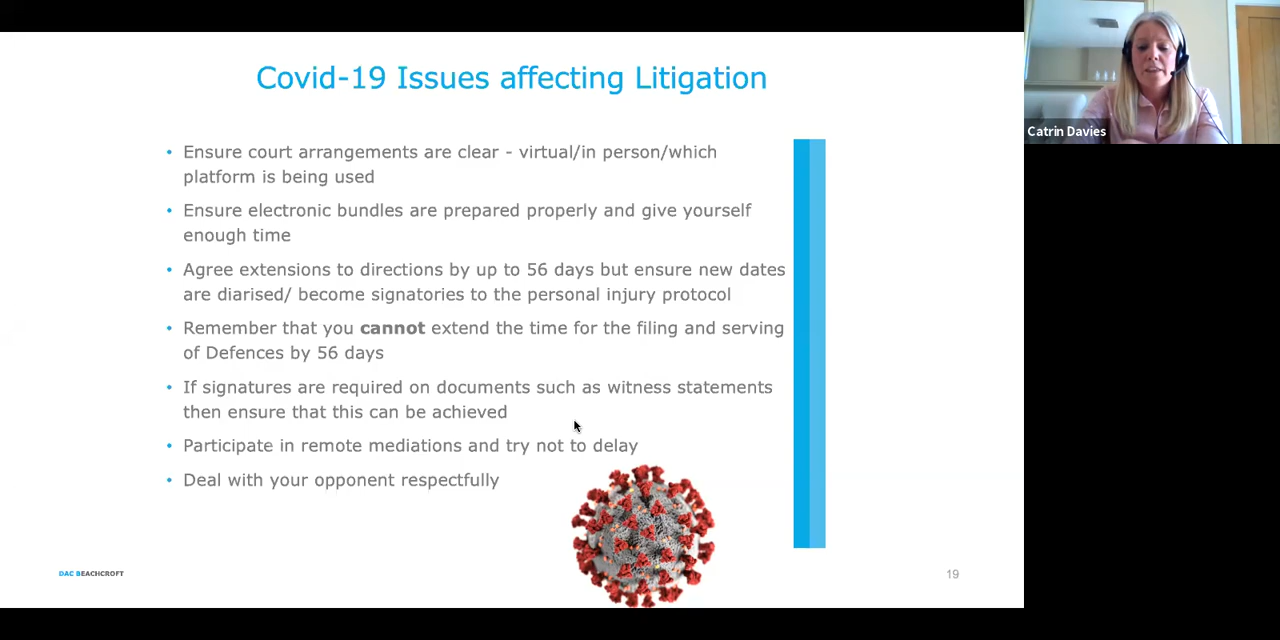 Covid-19 Issues affecting Litigation
Catrin Davies
• Ensure court arrangements are clear - virtual/in person/which
platform is being used
• Ensure electronic bundles are prepared properly and give yourself
enough time
• Agree extensions to directions by up to 56 days but ensure new dates
are diarised/ become signatories to the personal injury protocol
• Remember that you cannot extend the time for the filing and serving
of Defences by 56 days
• If signatures are required on documents such as witness statements
then ensure that this can be achieved
• Participate in remote mediations and try not to delay
• Deal with your opponent respectfully
DAC BEACHCROFT
19